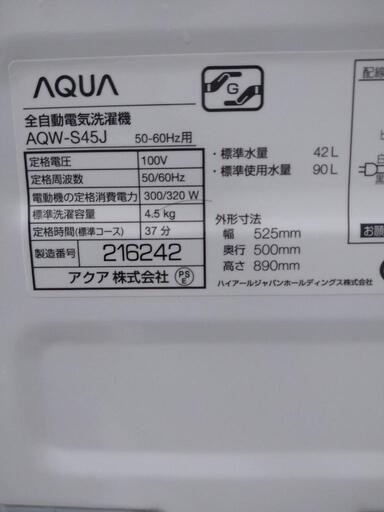 AQUA
G
全自動電気洗濯機
AQW-S45J 50-60Hz用
定格電圧 100V
定格周波数 50/60Hz
電動機の定格消費電力 300/320 W
標準洗濯容量 4.5 kg
定格時間(標準コース) 37 分
製造番号 216242
アクア 株式会社
PS
E
・標準水量 42 L
・標準使用水量 90 L
外形寸法
幅 525mm
奥行 500mm
高さ 890mm
ハイアールジャパンホールディングス株式会社
配線
白
黒
お願